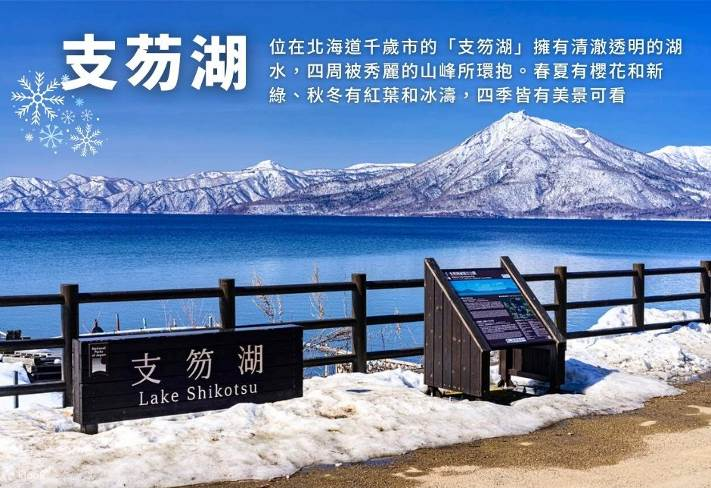 支笏湖
位在北海道千歲市的「支笏湖」擁有清澈透明的湖
水，四周被秀麗的山峰所環抱。春夏有櫻花和新
綠、秋冬有紅葉和冰濤，四季皆有美景可看
支笏湖
Lake Shikotsu